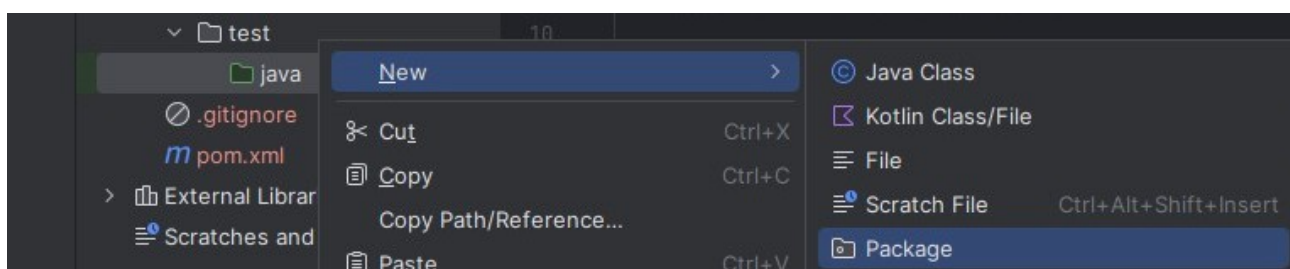 test
java
.gitignore
m pom.xml
External Librar
Scratches and
10
New
Cut Ctrl+X
Copy Ctrl+C
Copy Path/Reference...
Paste Ctrl+V
Java Class
Kotlin Class/File
File
Scratch File Ctrl+Alt+Shift+Insert
Package